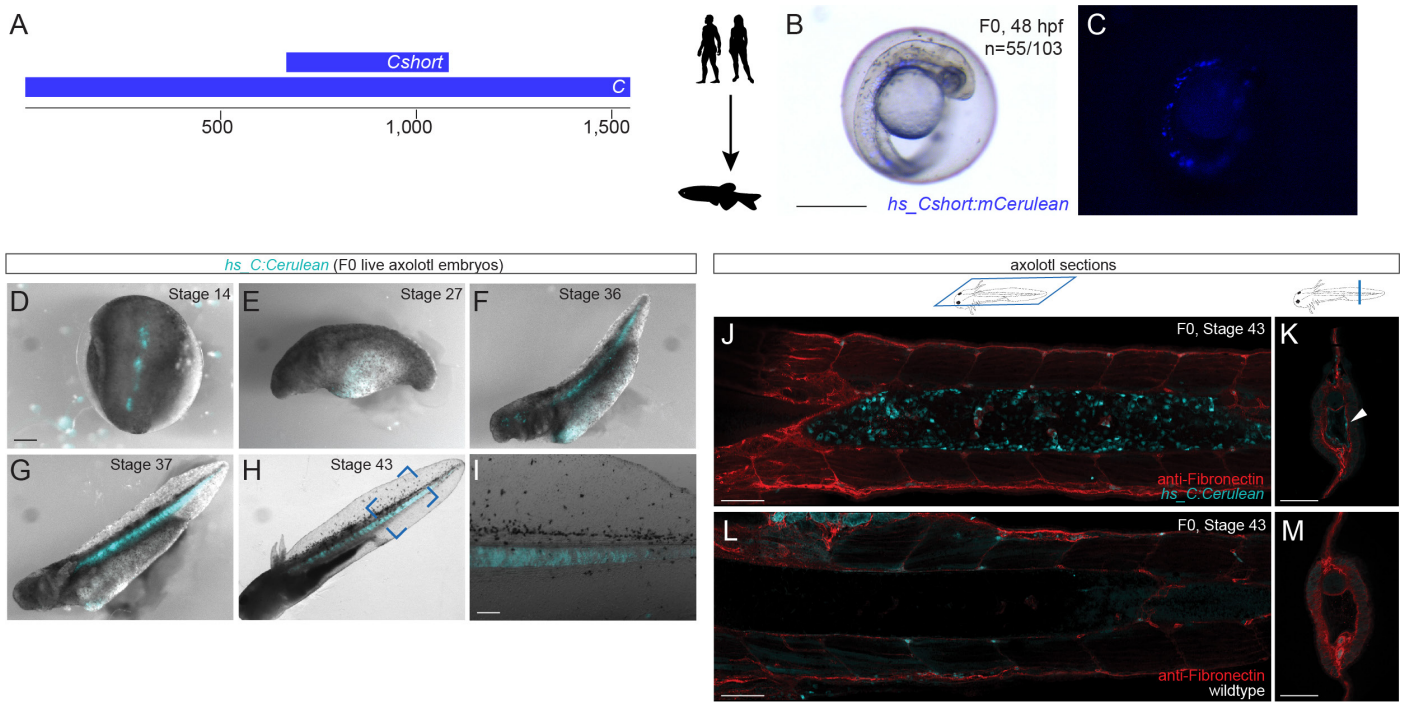 A
Cshort
C
500
1,000
1,500
B
F0, 48 hpf
n=55/103
hs_Cshort:mCerulean
C
hs_C:Cerulean (F0 live axolotl embryos)
D
Stage 14
E
Stage 27
F
Stage 36
G
Stage 37
H
Stage 43
I
axolotl sections
J
F0, Stage 43
anti-Fibronectin
hs_C:Cerulean
K
L
F0, Stage 43
anti-Fibronectin
wildtype
M